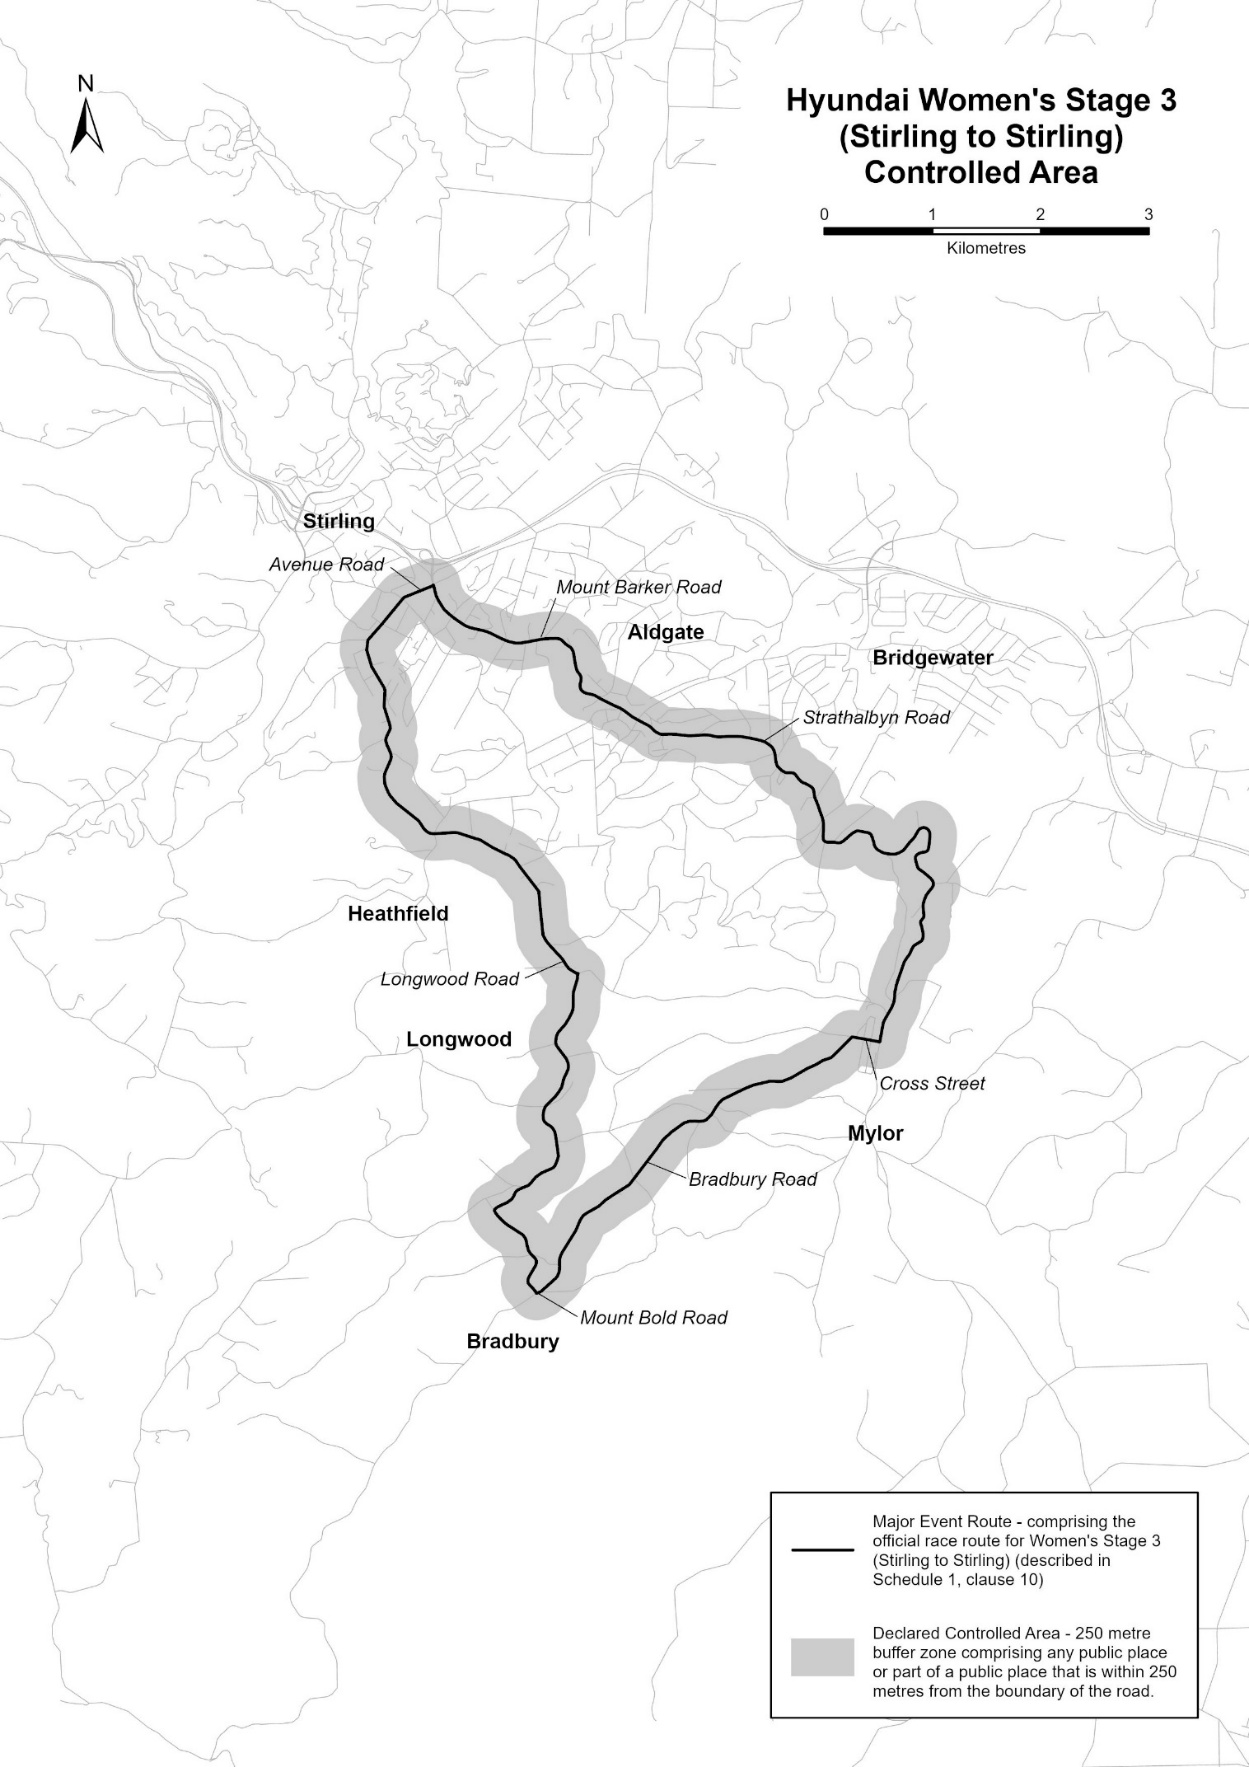 N
Hyundai Women's Stage 3
(Stirling to Stirling)
Controlled Area
0 1 2 3
Kilometres
Stirling
Avenue Road
Mount Barker Road
Aldgate
Bridgewater
Strathalbyn Road
Heathfield
Longwood Road
Longwood
Cross Street
Mylor
Bradbury Road
Mount Bold Road
Bradbury
Major Event Route - comprising the
official race route for Women's Stage 3
(Stirling to Stirling) (described in
Schedule 1, clause 10)
Declared Controlled Area - 250 metre
buffer zone comprising any public place
or part of a public place that is within 250
metres from the boundary of the road.